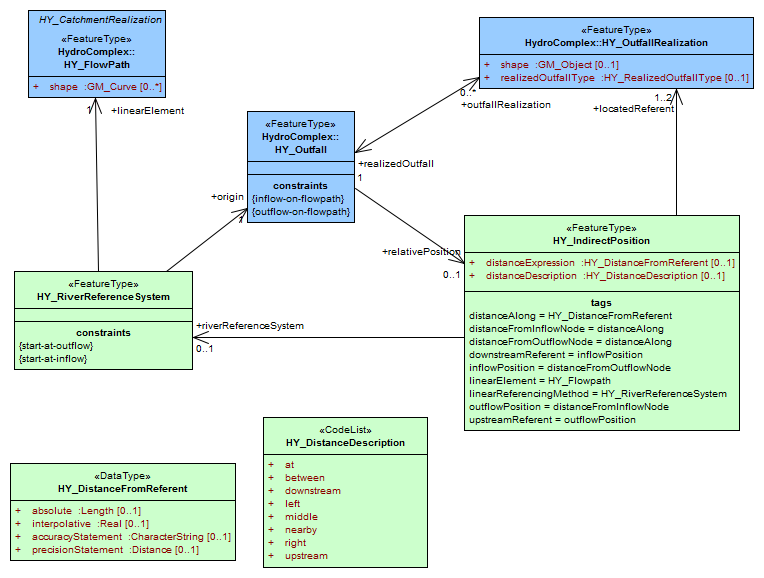 HY_CatchmentRealization
«FeatureType»
HydroComplex::
HY_FlowPath
+ shape :GM_Curve [0..*]
«FeatureType»
HydroComplex::HY_OutfallRealization
+ shape :GM_Object [0..1]
+ realizedOutfallType :HY_RealizedOutfallType [0..1]
1
+linearElement
0..*
+outfallRealization
1..2
+locatedReferent
«FeatureType»
HydroComplex::
HY_Outfall
constraints
{inflow-on-flowpath}
{outflow-on-flowpath}
+realizedOutfall
1
+origin
1
+relativePosition
0..1
«FeatureType»
HY_IndirectPosition
+ distanceExpression :HY_DistanceFromReferent [0..1]
+ distanceDescription :HY_DistanceDescription [0..1]
tags
distanceAlong = HY_DistanceFromReferent
distanceFromInflowNode = distanceAlong
distanceFromOutflowNode = distanceAlong
downstreamReferent = inflowPosition
inflowPosition = distanceFromOutflowNode
linearElement = HY_Flowpath
linearReferencingMethod = HY_RiverReferenceSystem
outflowPosition = distanceFromInflowNode
upstreamReferent = outflowPosition
«FeatureType»
HY_RiverReferenceSystem
constraints
{start-at-outflow}
{start-at-inflow}
+riverReferenceSystem
0..1
«CodeList»
HY_DistanceDescription
+ at
+ between
+ downstream
+ left
+ middle
+ nearby
+ right
+ upstream
«DataType»
HY_DistanceFromReferent
+ absolute :Length [0..1]
+ interpolative :Real [0..1]
+ accuracyStatement :CharacterString [0..1]
+ precisionStatement :Distance [0..1]